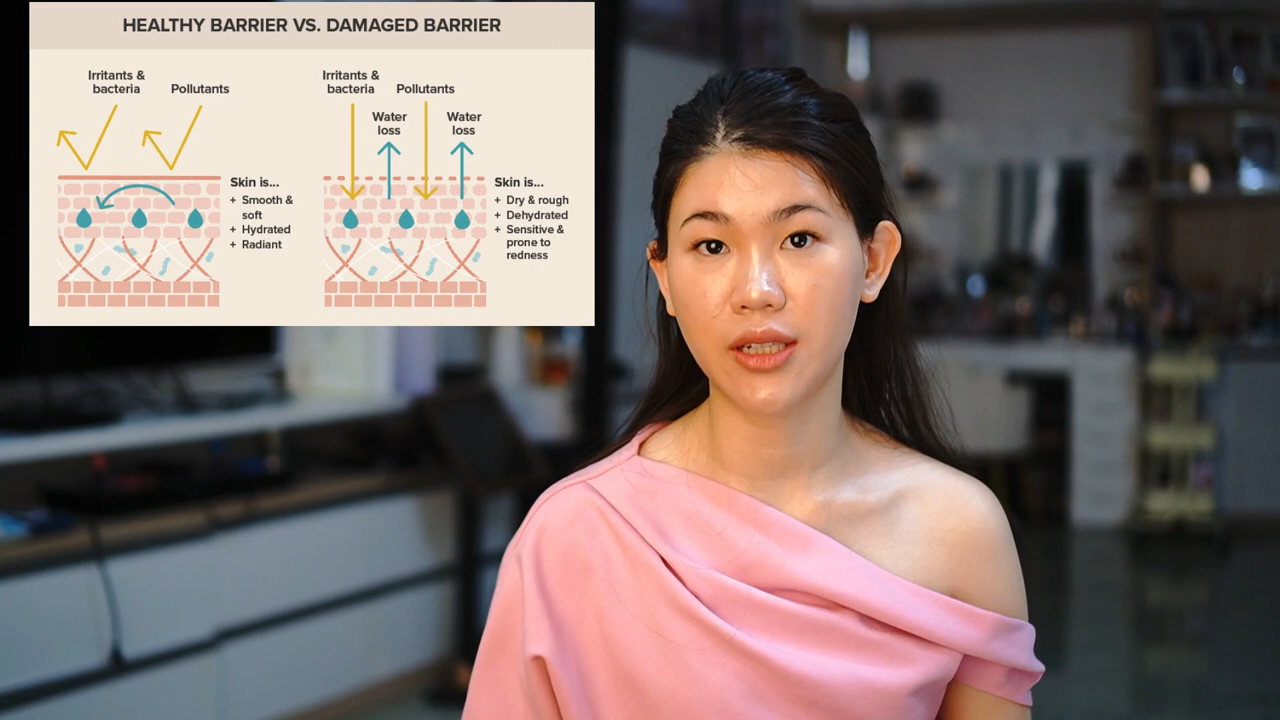 HEALTHY BARRIER VS. DAMAGED BARRIER
Irritants &
bacteria
Pollutants
Skin is...
+ Smooth &
soft
+ Hydrated
+ Radiant
Irritants &
bacteria
Pollutants
Water
loss
Water
loss
Skin is...
+ Dry & rough
+ Dehydrated
+ Sensitive &
prone to
redness